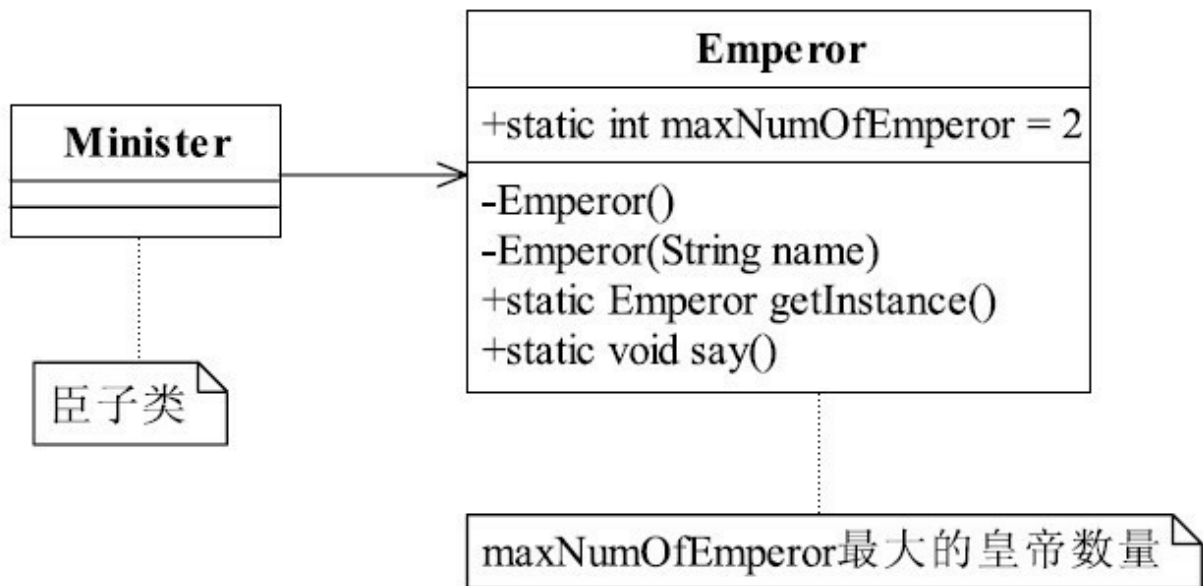 Minister
臣子类
Emperor
+static int maxNumOfEmperor = 2
-Emperor()
-Emperor(String name)
+static Emperor getInstance()
+static void say()
maxNumOfEmperor最大的皇帝数量